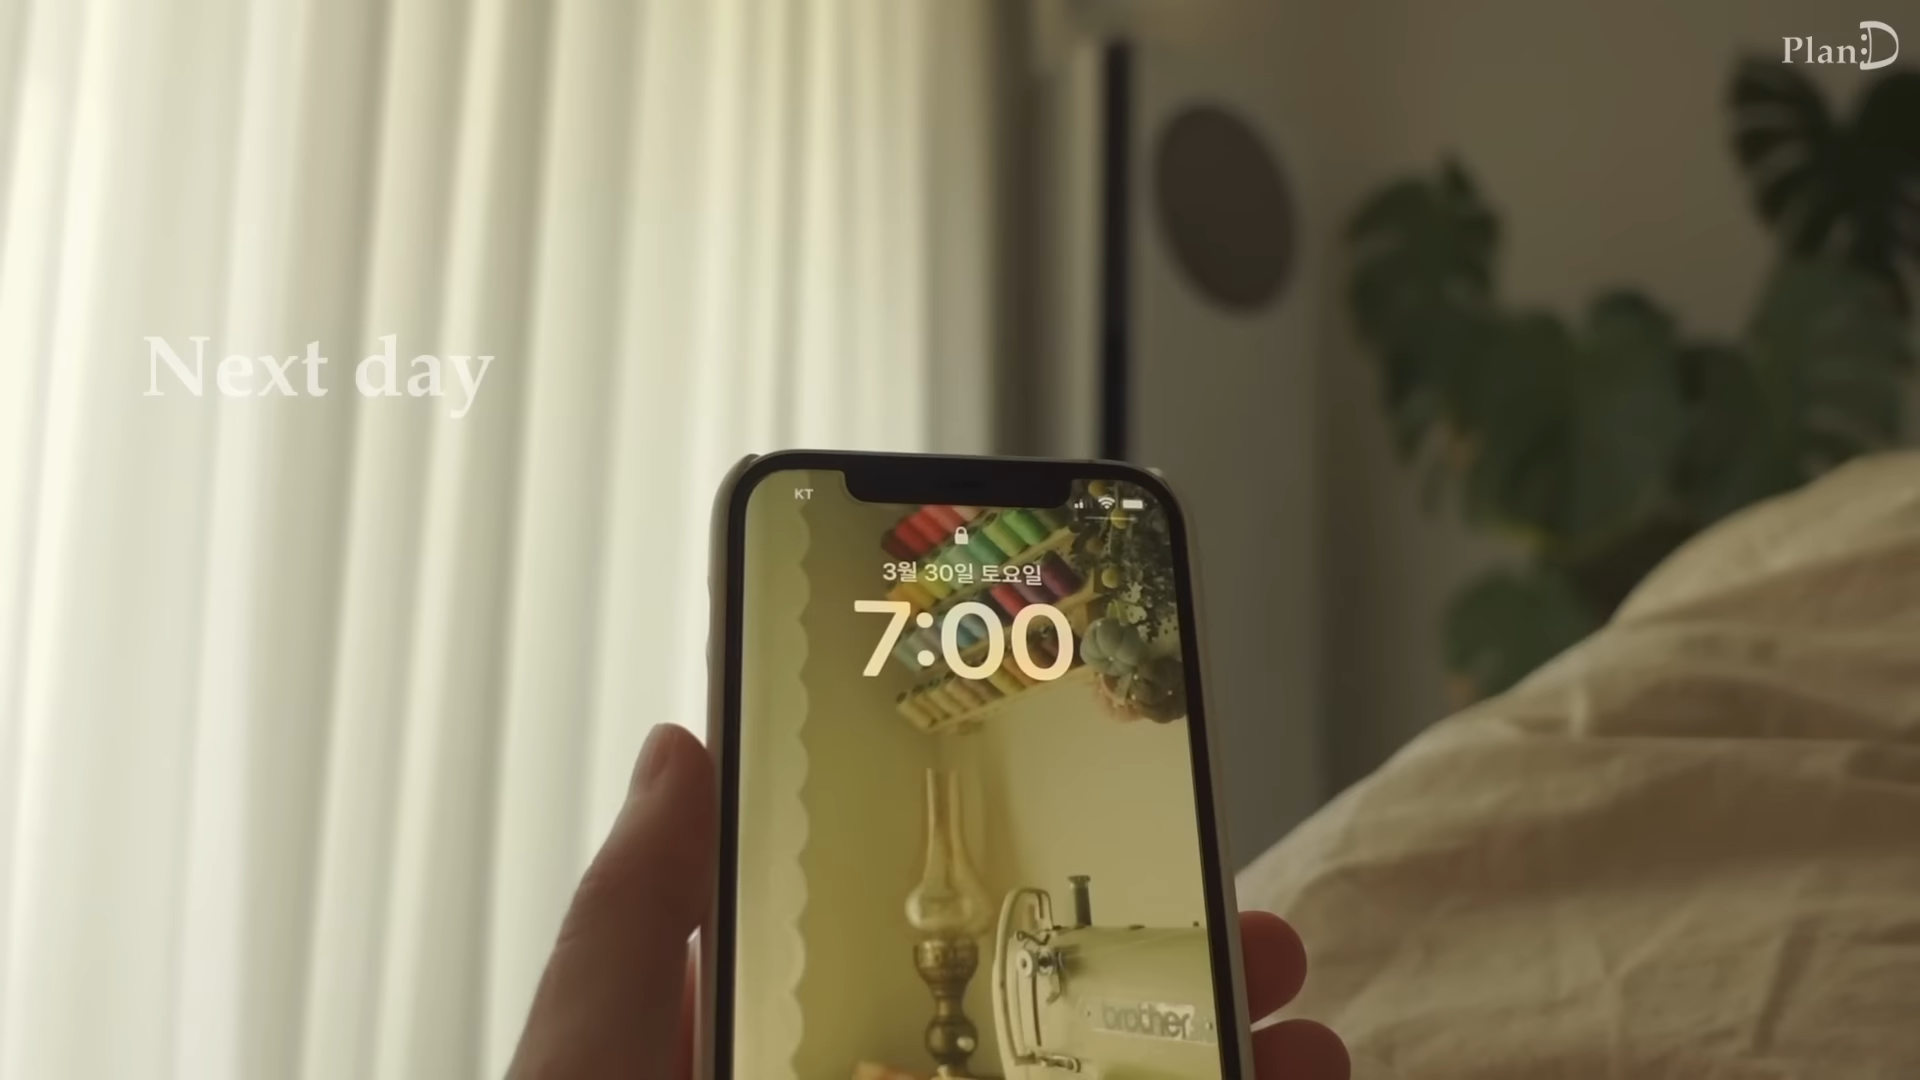 Plan:D
Next day
KT
3월 30일 토요일
7:00
brother